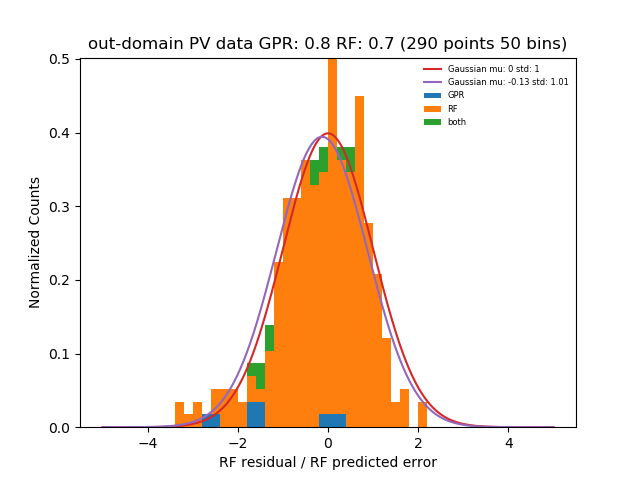 out-domain PV data GPR: 0.8 RF: 0.7 (290 points 50 bins)
Gaussian mu: 0 std: 1
Gaussian mu: -0.13 std: 1.01
GPR
RF
both
Normalized Counts
0.5
0.4
0.3
0.2
0.1
0.0
−4 −2 0 2 4
RF residual / RF predicted error